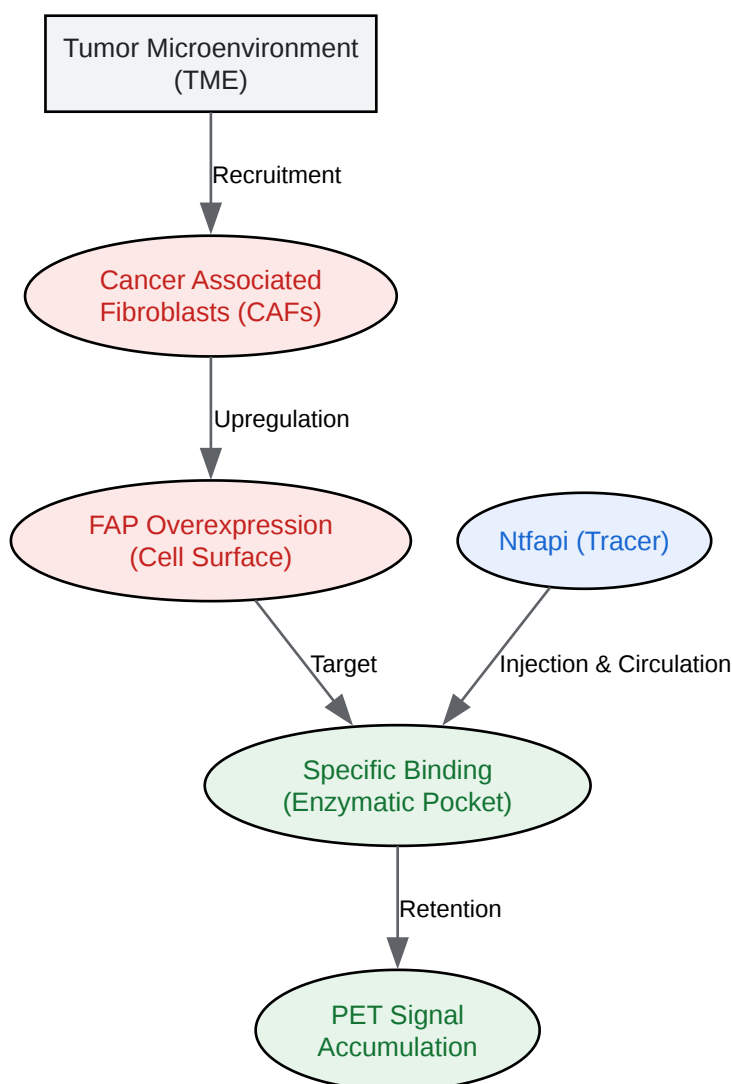 Tumor Microenvironment
(TME)
Recruitment
Cancer Associated
Fibroblasts (CAFs)
Upregulation
FAP Overexpression
(Cell Surface)
Ntfapi (Tracer)
Target
Injection & Circulation
Specific Binding
(Enzymatic Pocket)
Retention
PET Signal
Accumulation